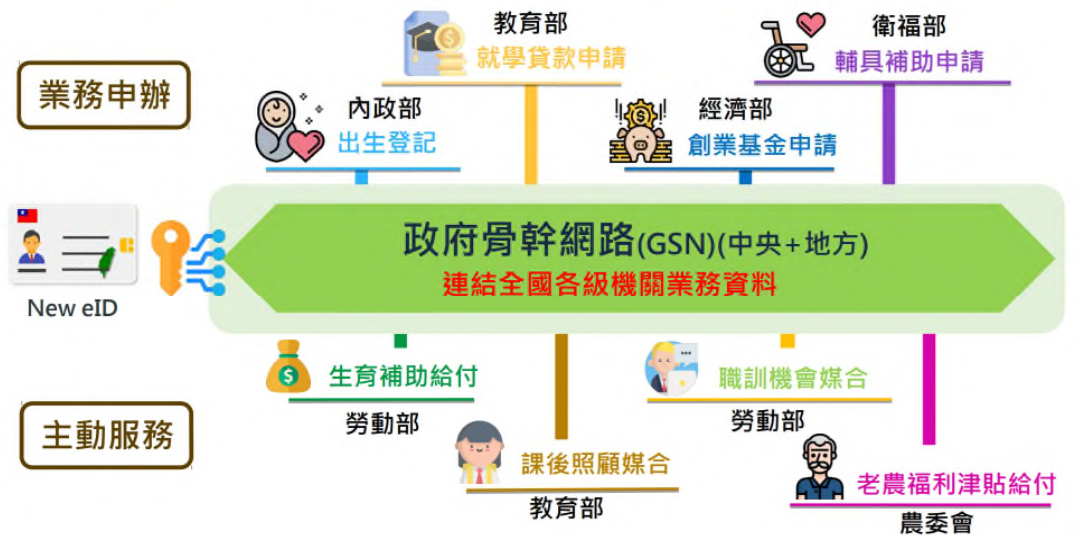 業務申辦
內政部
出生登記
教育部
就學貸款申請
經濟部
創業基金申請
衛福部
輔具補助申請
New eID
政府骨幹網路(GSN)(中央+地方)
連結全國各級機關業務資料
主動服務
生育補助給付
勞動部
課後照顧媒合
教育部
職訓機會媒合
勞動部
老農福利津貼給付
農委會